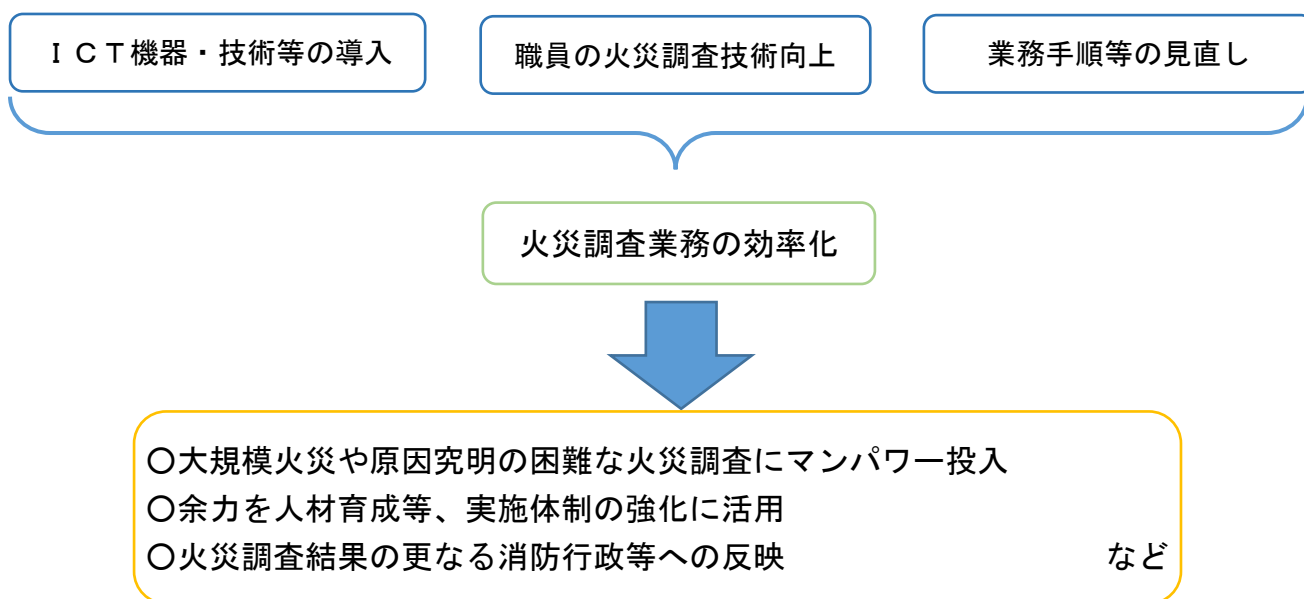 ＩＣＴ機器・技術等の導入
職員の火災調査技術向上
業務手順等の見直し
火災調査業務の効率化
〇大規模火災や原因究明の困難な火災調査にマンパワー投入
〇余力を人材育成等、実施体制の強化に活用
〇火災調査結果の更なる消防行政等への反映 など